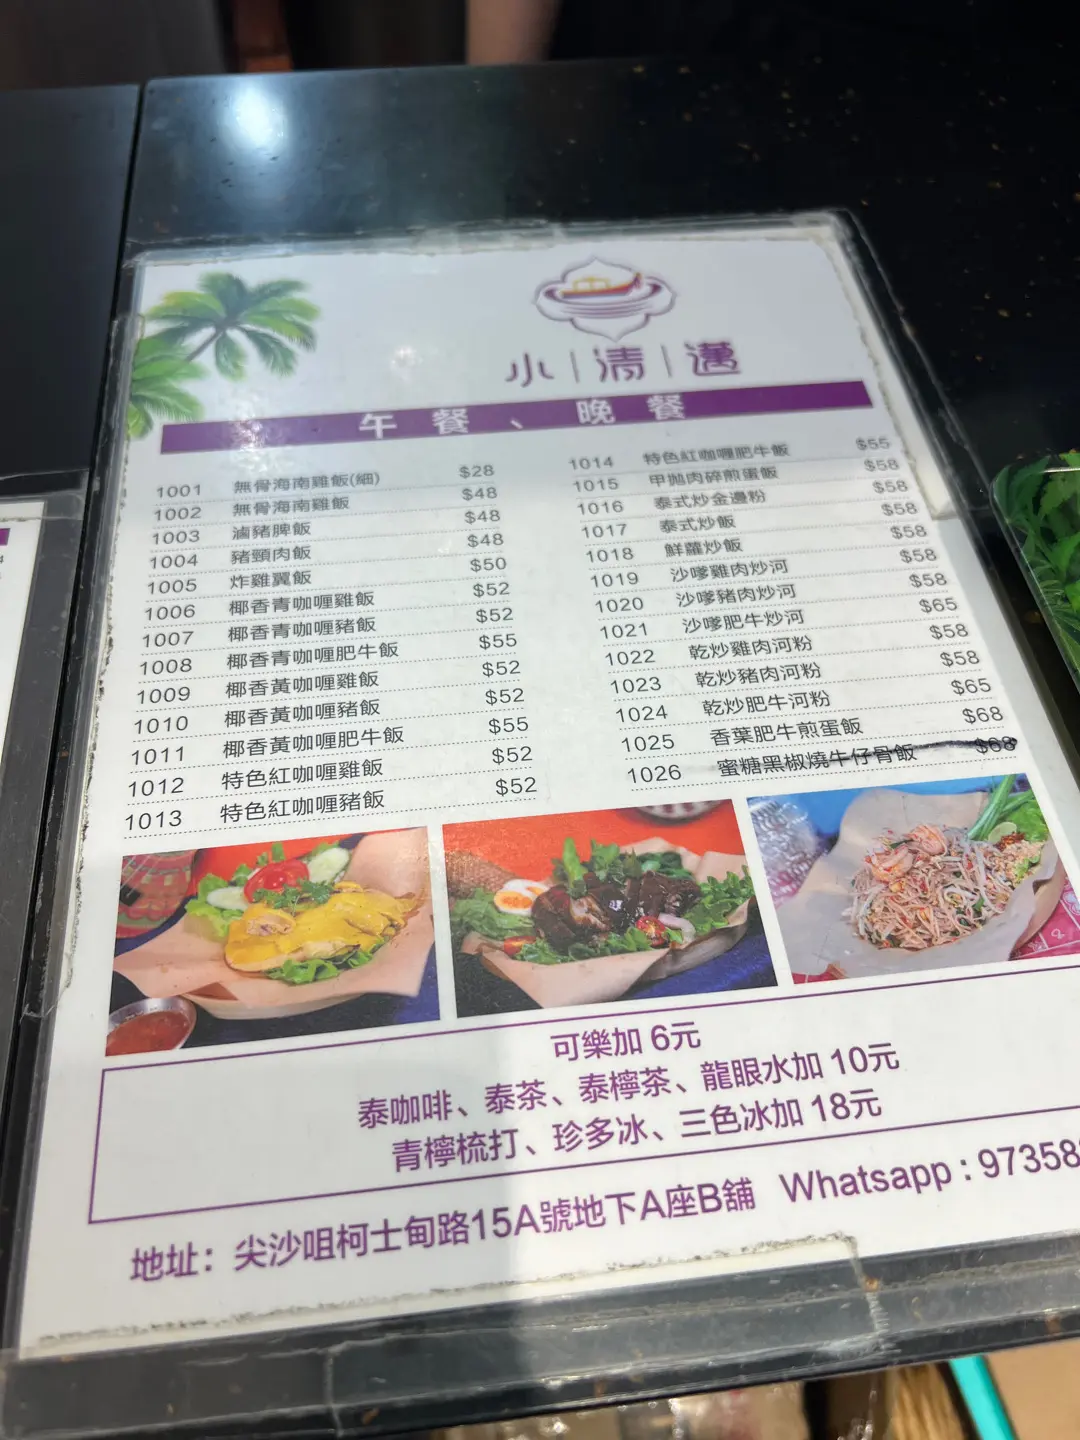 小清邁
午餐、晚餐
1001 無骨海南雞飯(細) $28
1002 無骨海南雞飯 $48
1003 滷豬脾飯 $48
1004 豬頸肉飯 $48
1005 炸雞翼飯 $50
1006 椰香青咖喱雞飯 $52
1007 椰香青咖喱豬飯 $52
1008 椰香青咖喱肥牛飯 $55
1009 椰香黃咖喱雞飯 $52
1010 椰香黃咖喱豬飯 $52
1011 椰香黃咖喱肥牛飯 $55
1012 特色紅咖喱雞飯 $52
1013 特色紅咖喱豬飯 $52
1014 特色紅咖喱肥牛飯 $55
1015 甲抛肉碎煎蛋飯 $58
1016 泰式炒金邊粉 $58
1017 泰式炒飯 $58
1018 鮮蘿炒飯 $58
1019 沙嗲雞肉炒河 $58
1020 沙嗲豬肉炒河 $58
1021 沙嗲肥牛炒河 $65
1022 乾炒雞肉河粉 $58
1023 乾炒豬肉河粉 $58
1024 乾炒肥牛河粉 $65
1025 香葉肥牛煎蛋飯 $68
1026 蜜糖黑椒燒牛仔骨飯 $68
可樂加 6元
泰咖啡、泰茶、泰檸茶、龍眼水加 10元
青檸梳打、珍多冰、三色冰加 18元
地址：尖沙咀柯士甸路15A號地下A座B舖 Whatsapp : 97358